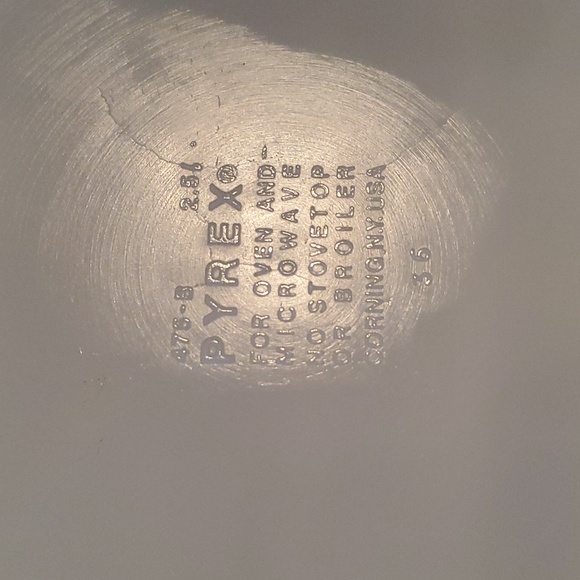 475-B 2.5ℓ
PYREX®
FOR OVEN AND
MICROWAVE
NO STOVETOP
OR BROILER
CORNING,N.Y. USA
36